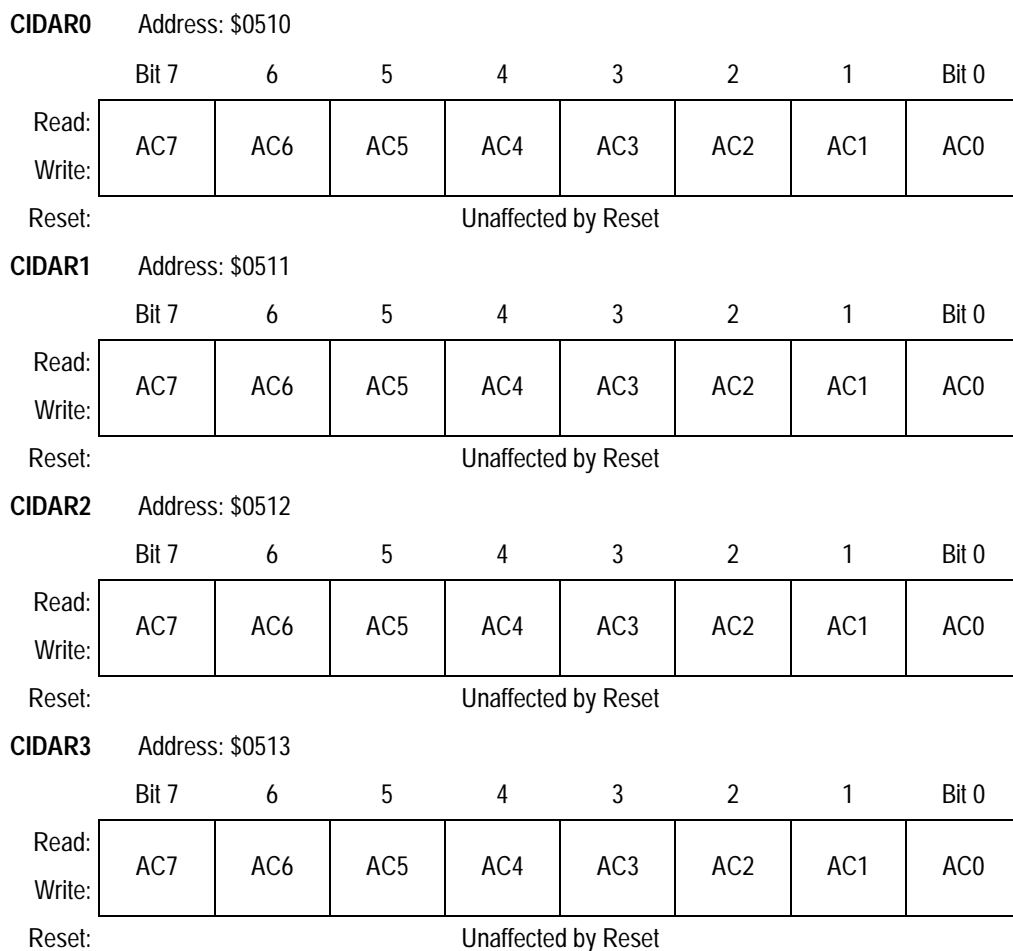 CIDAR0 Address: $0510
Bit 7 6 5 4 3 2 1 Bit 0
Read:
AC7 AC6 AC5 AC4 AC3 AC2 AC1 AC0
Write:
Reset: Unaffected by Reset
CIDAR1 Address: $0511
Bit 7 6 5 4 3 2 1 Bit 0
Read:
AC7 AC6 AC5 AC4 AC3 AC2 AC1 AC0
Write:
Reset: Unaffected by Reset
CIDAR2 Address: $0512
Bit 7 6 5 4 3 2 1 Bit 0
Read:
AC7 AC6 AC5 AC4 AC3 AC2 AC1 AC0
Write:
Reset: Unaffected by Reset
CIDAR3 Address: $0513
Bit 7 6 5 4 3 2 1 Bit 0
Read:
AC7 AC6 AC5 AC4 AC3 AC2 AC1 AC0
Write:
Reset: Unaffected by Reset